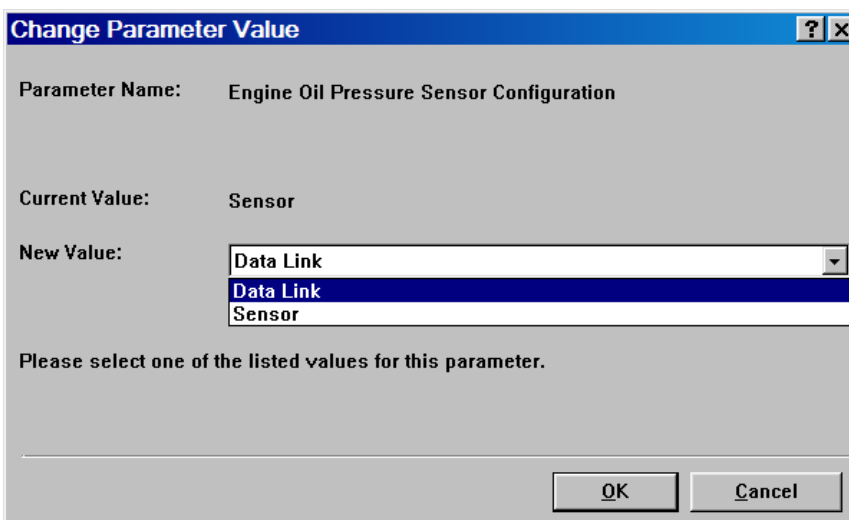 Change Parameter Value
Parameter Name: Engine Oil Pressure Sensor Configuration
Current Value: Sensor
New Value: Data Link
Data Link
Sensor
Please select one of the listed values for this parameter.
OK Cancel